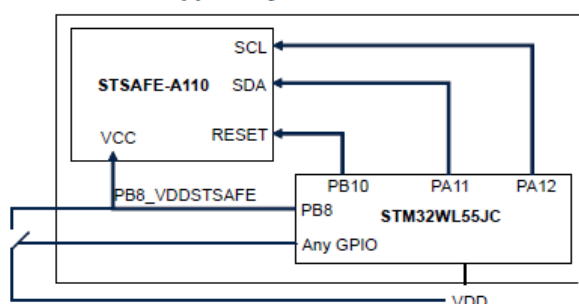 SCL
STSAFE-A110 SDA
VCC RESET
PB8_VDDSTSAFE
PB10 PA11 PA12
PB8 STM32WL55JC
Any GPIO
VDD